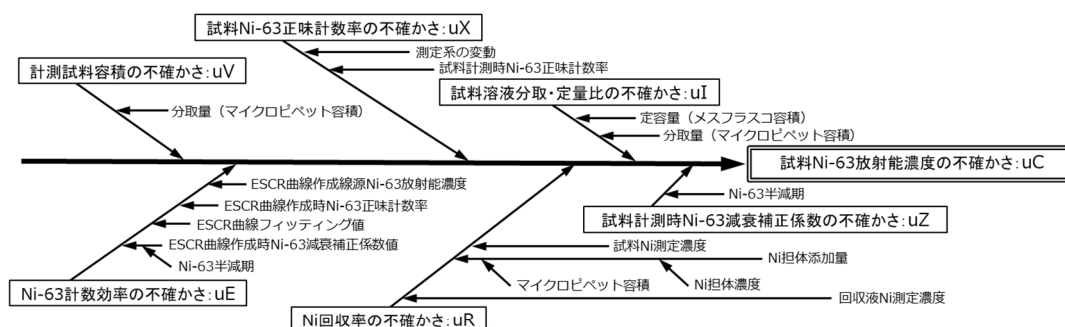 試料Ni-63正味計数率の不確かさ:uX
測定系の変動
試料計測時Ni-63正味計数率
計測試料容積の不確かさ:uV
分取量（マイクロピペット容積）
試料溶液分取・定量比の不確かさ:uI
定容量（メスフラスコ容積）
分取量（マイクロピペット容積）
試料Ni-63放射能濃度の不確かさ:uC
ESCR曲線作成線源Ni-63放射能濃度
ESCR曲線作成時Ni-63正味計数率
ESCR曲線フィッティング値
ESCR曲線作成時Ni-63減衰補正係数値
Ni-63半減期
Ni-63計数効率の不確かさ:uE
Ni-63半減期
試料計測時Ni-63減衰補正係数の不確かさ:uZ
試料Ni測定濃度
Ni担体添加量
マイクロピペット容積
Ni担体濃度
回収液Ni測定濃度
Ni回収率の不確かさ:uR